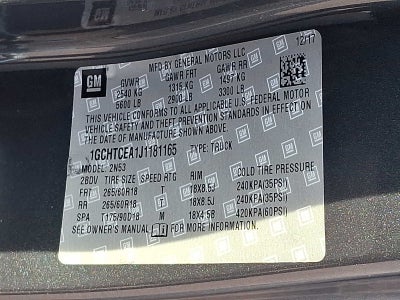 GM MFD BY GENERAL MOTORS LLC 12/17
GVWR GAWR FRT GAWR RR
2540 KG 1315 KG 1497 KG
5600 LB 2900 LB 3300 LB
THIS VEHICLE CONFORMS TO ALL APPLICABLE U.S. FEDERAL MOTOR
VEHICLE SAFETY AND THEFT PREVENTION STANDARDS IN EFFECT ON
THE DATE OF MANUFACTURE SHOWN ABOVE.
1GCHTCEA1J1181165 TYPE: TRUCK
MODEL: 2N53
2BDV TIRE SIZE SPEED RTG RIM COLD TIRE PRESSURE
FRT 265/60R18 T 18X8.5J 240KPA(35PSI)
RR 265/60R18 T 18X8.5J 240KPA(35PSI)
SPA T175/90D18 M 18X4.5B 420KPA(60PSI)
SEE OWNER'S MANUAL i FOR MORE INFORMATION.